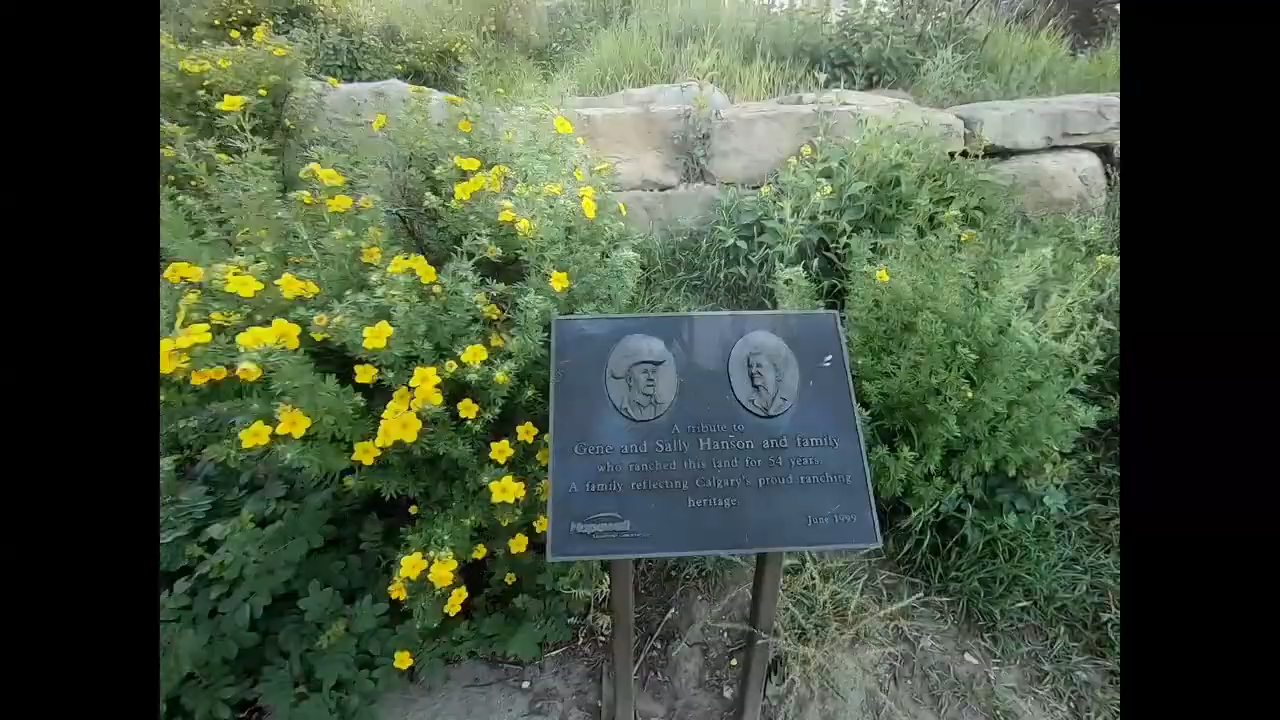 A tribute to
Gene and Sally Hanson and family
who ranched this land for 54 years.
A family reflecting Calgary's proud ranching
heritage.
Hopewell
June 1999